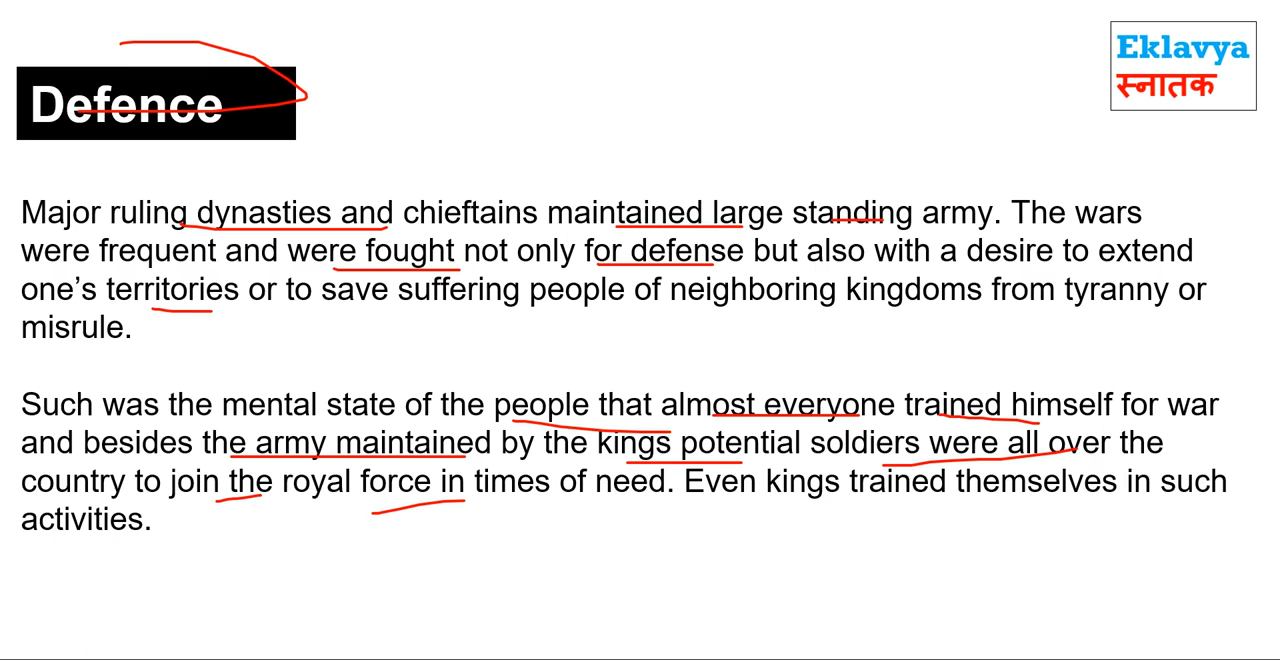 Eklavya
स्नातक
Defence
Major ruling dynasties and chieftains maintained large standing army. The wars
were frequent and were fought not only for defense but also with a desire to extend
one’s territories or to save suffering people of neighboring kingdoms from tyranny or
misrule.
Such was the mental state of the people that almost everyone trained himself for war
and besides the army maintained by the kings potential soldiers were all over the
country to join the royal force in times of need. Even kings trained themselves in such
activities.